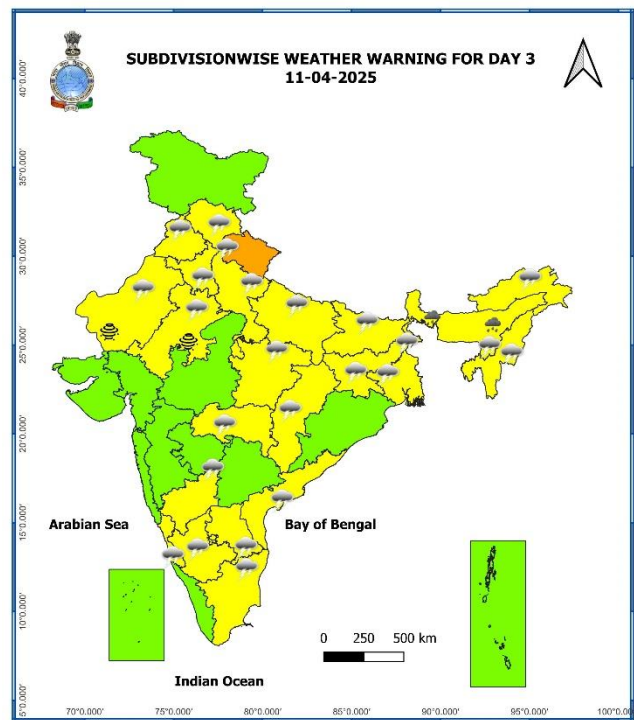 SUBDIVISIONWISE WEATHER WARNING FOR DAY 3
11-04-2025
40°0.000'
35°0.000'
30°0.000'
25°0.000'
20°0.000'
15°0.000'
10°0.000'
5°0.000'
Arabian Sea
Bay of Bengal
0 250 500 km
Indian Ocean
70°0.000' 75°0.000' 80°0.000' 85°0.000' 90°0.000' 95°0.000' 100°0.000'